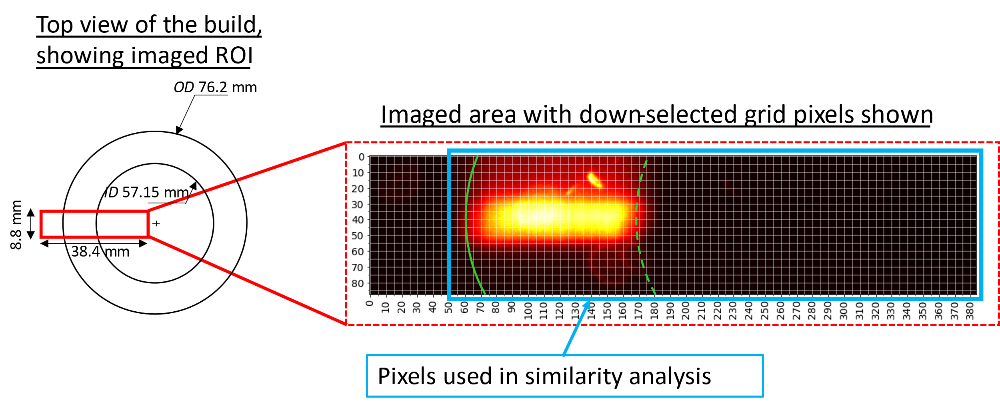 Top view of the build,
showing imaged ROI
OD 76.2 mm
ID 57.15 mm
8.8 mm
38.4 mm
Imaged area with down-selected grid pixels shown
0
10
20
30
40
50
60
70
80
0 10 20 30 40 50 60 70 80 90 100 110 120 130 140 150 160 170 180 190 200 210 220 230 240 250 260 270 280 290 300 310 320 330 340 350 360 370 380
Pixels used in similarity analysis